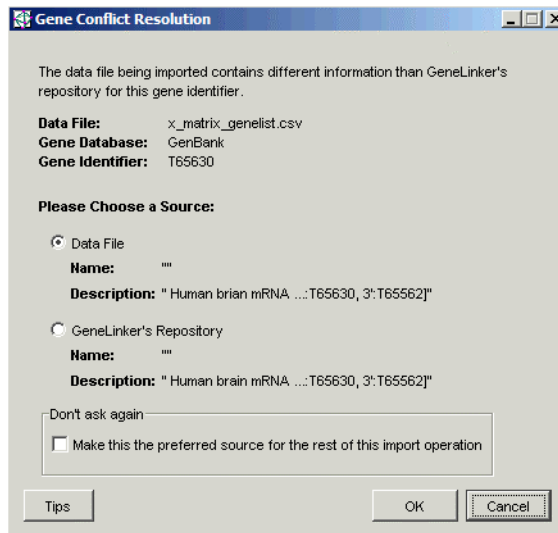 Gene Conflict Resolution
The data file being imported contains different information than GeneLinker's
repository for this gene identifier.
Data File: x_matrix_genelist.csv
Gene Database: GenBank
Gene Identifier: T65630
Please Choose a Source:
Data File
Name: ""
Description: " Human brian mRNA ...:T65630, 3':T65562]"
GeneLinker's Repository
Name: ""
Description: " Human brain mRNA ...:T65630, 3':T65562]"
Don't ask again
Make this the preferred source for the rest of this import operation
Tips OK Cancel